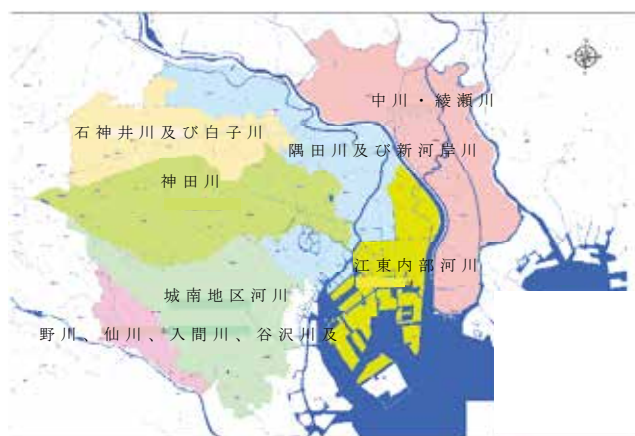 中川・綾瀬川
石神井川及び白子川
隅田川及び新河岸川
神田川
江東内部河川
城南地区河川
野川、仙川、入間川、谷沢川及